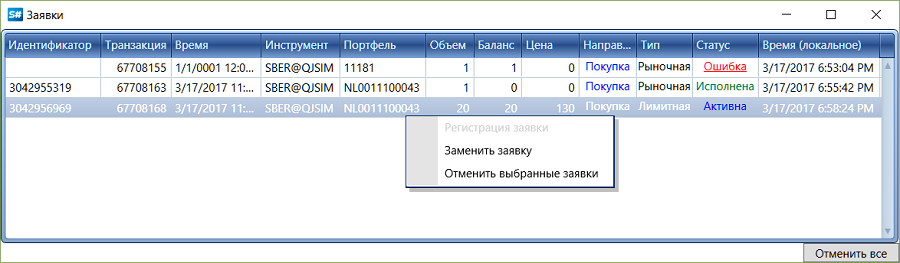 S# Заявки
Идентификатор Транзакция Время Инструмент Портфель Объем Баланс Цена Направ... Тип Статус Время (локальное)
67708155 1/1/0001 12:0... SBER@QJSIM 11181 1 1 0 Покупка Рыночная Ошибка 3/17/2017 6:53:04 PM
3042955319 67708163 3/17/2017 11:... SBER@QJSIM NL0011100043 1 0 0 Покупка Рыночная Исполнена 3/17/2017 6:55:42 PM
3042956969 67708168 3/17/2017 11:... SBER@QJSIM NL0011100043 20 20 130 Покупка Лимитная Активна 3/17/2017 6:58:24 PM
Регистрация заявки
Заменить заявку
Отменить выбранные заявки
Отменить все